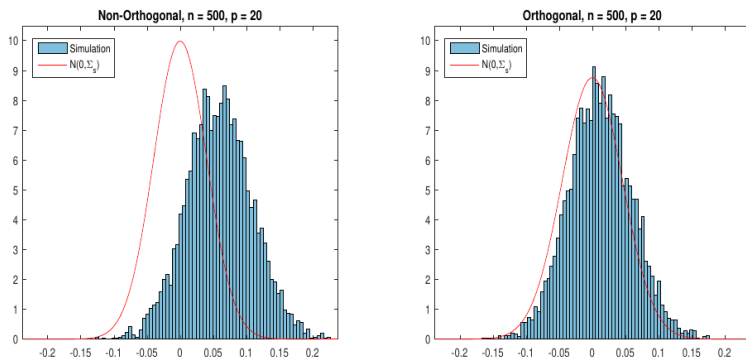 Non-Orthogonal, n = 500, p = 20
10
9
8
7
6
5
4
3
2
1
0
Simulation
N(0,Σs)
-0.2 -0.15 -0.1 -0.05 0 0.05 0.1 0.15 0.2
Orthogonal, n = 500, p = 20
10
9
8
7
6
5
4
3
2
1
0
Simulation
N(0,Σs)
-0.2 -0.15 -0.1 -0.05 0 0.05 0.1 0.15 0.2